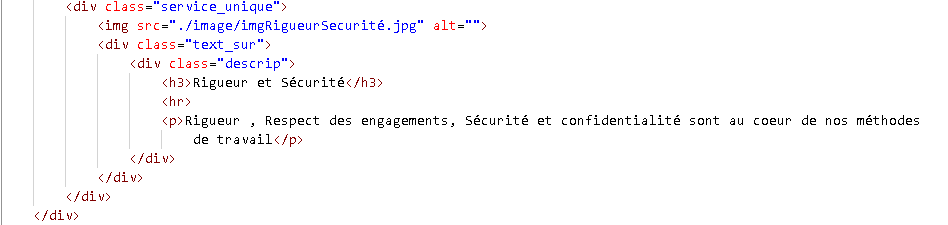 <div class="service_unique">
<img src="./image/imgRigueurSecurité.jpg" alt="">
<div class="text_sur">
<div class="descrip">
<h3>Rigueur et Sécurité</h3>
<hr>
<p>Rigueur , Respect des engagements, Sécurité et confidentialité sont au coeur de nos méthodes
de travail</p>
</div>
</div>
</div>
</div>